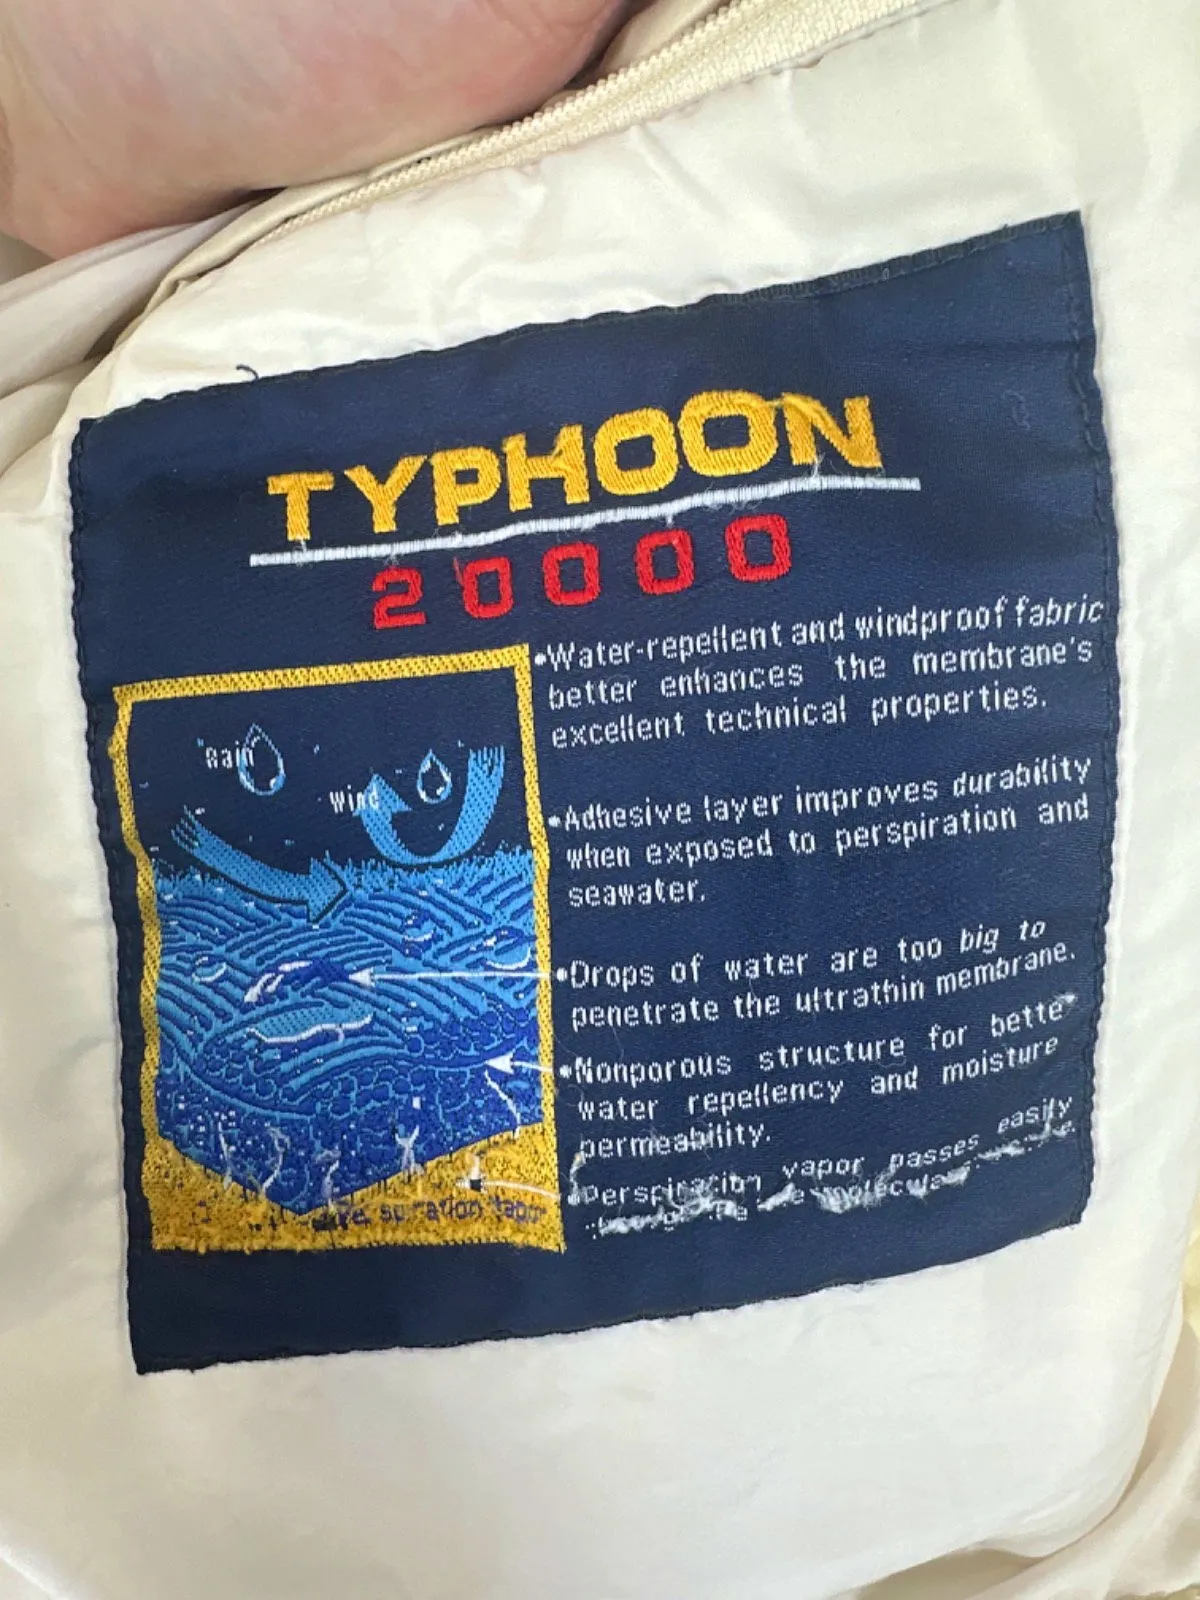 TYPHOON
20000
•Water-repellent and windproof fabric
better enhances the membrane's
excellent technical properties.
Rain
Wind
•Adhesive layer improves durability
when exposed to perspiration and
seawater.
•Drops of water are too big to
penetrate the ultrathin membrane.
•Nonporous structure for bette
water repellency and moisture
permeability.
Perspiration vapor passes easily